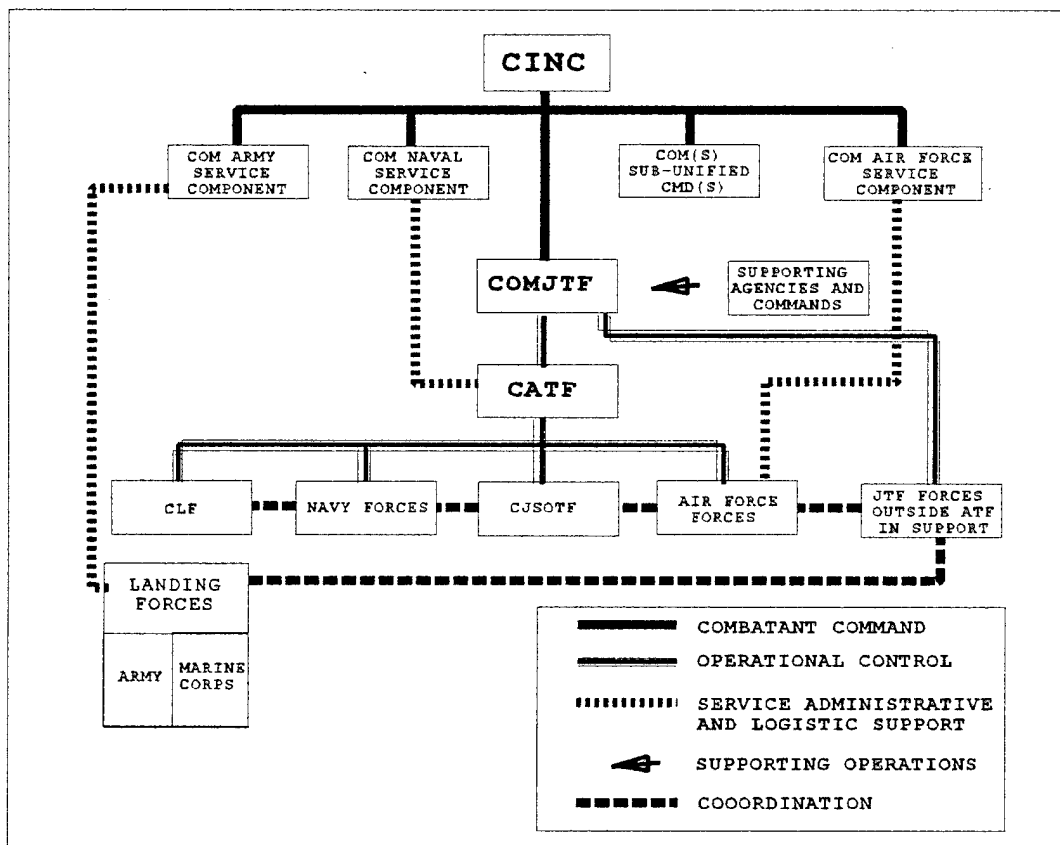 CINC
COM ARMY
SERVICE
COMPONENT
COM NAVAL
SERVICE
COMPONENT
COM(S)
SUB-UNIFIED
CMD(S)
COM AIR FORCE
SERVICE
COMPONENT
COMJTF
SUPPORTING
AGENCIES AND
COMMANDS
CATF
CLF
NAVY FORCES
CJSOTF
AIR FORCE
FORCES
JTF FORCES
OUTSIDE ATF
IN SUPPORT
LANDING
FORCES
ARMY
MARINE
CORPS
COMBATANT COMMAND
OPERATIONAL CONTROL
SERVICE ADMINISTRATIVE
AND LOGISTIC SUPPORT
SUPPORTING OPERATIONS
COOORDINATION